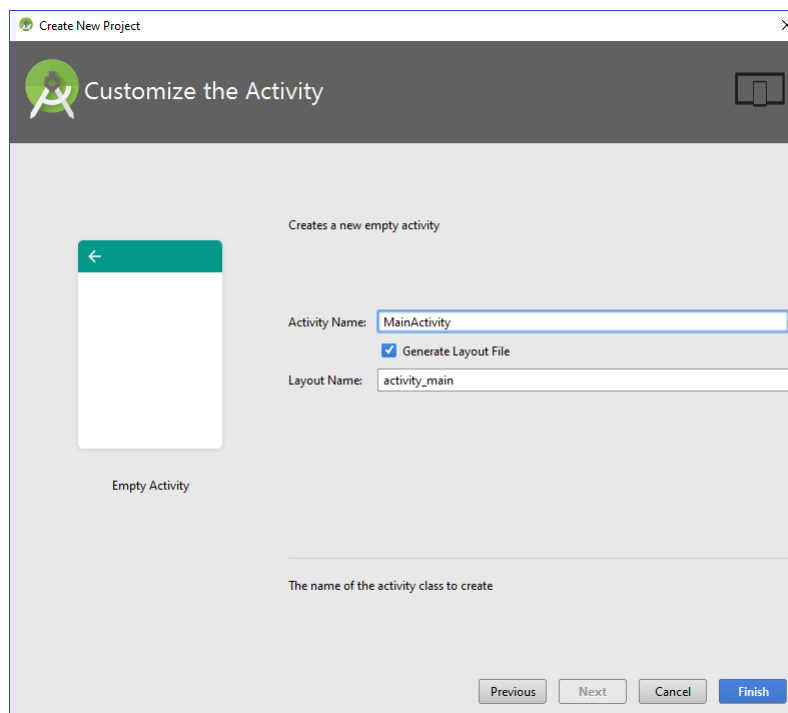 Create New Project
Customize the Activity
Creates a new empty activity
Activity Name: MainActivity
Generate Layout File
Layout Name: activity_main
Empty Activity
The name of the activity class to create
Previous Next Cancel Finish